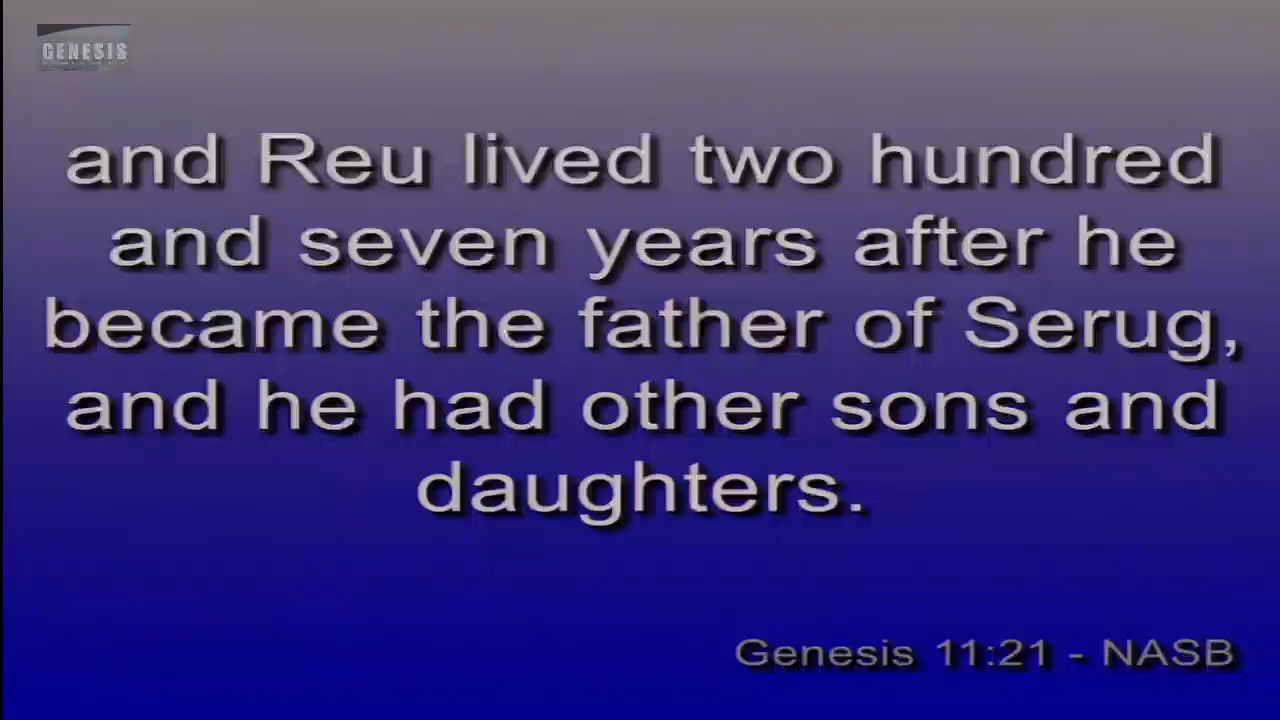 GENESIS
and Reu lived two hundred
and seven years after he
became the father of Serug,
and he had other sons and
daughters.
Genesis 11:21 - NASB